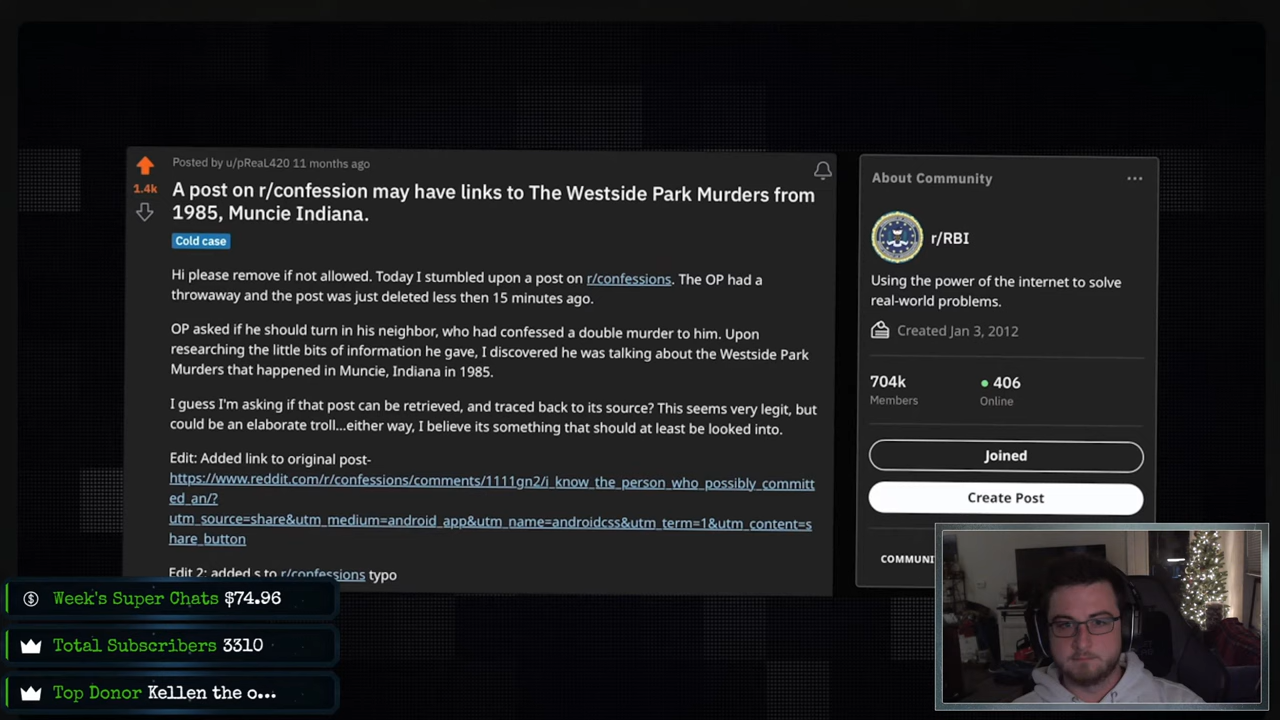 Posted by u/pReaL420 11 months ago
1.4k
A post on r/confession may have links to The Westside Park Murders from
1985, Muncie Indiana.
Cold case
Hi please remove if not allowed. Today I stumbled upon a post on r/confessions. The OP had a
throwaway and the post was just deleted less then 15 minutes ago.
OP asked if he should turn in his neighbor, who had confessed a double murder to him. Upon
researching the little bits of information he gave, I discovered he was talking about the Westside Park
Murders that happened in Muncie, Indiana in 1985.
I guess I'm asking if that post can be retrieved, and traced back to its source? This seems very legit, but
could be an elaborate troll...either way, I believe its something that should at least be looked into.
Edit: Added link to original post-
https://www.reddit.com/r/confessions/comments/1111gn2/i_know_the_person_who_possibly_committ
ed_an/?
utm_source=share&utm_medium=android_app&utm_name=androidcss&utm_term=1&utm_content=s
hare_button
Edit 2: added s to r/confessions typo
About Community
r/RBI
Using the power of the internet to solve
real-world problems.
Created Jan 3, 2012
704k
Members
406
Online
Joined
Create Post
COMMUNI
Week's Super Chats $74.96
Total Subscribers 3310
Top Donor Kellen the o...